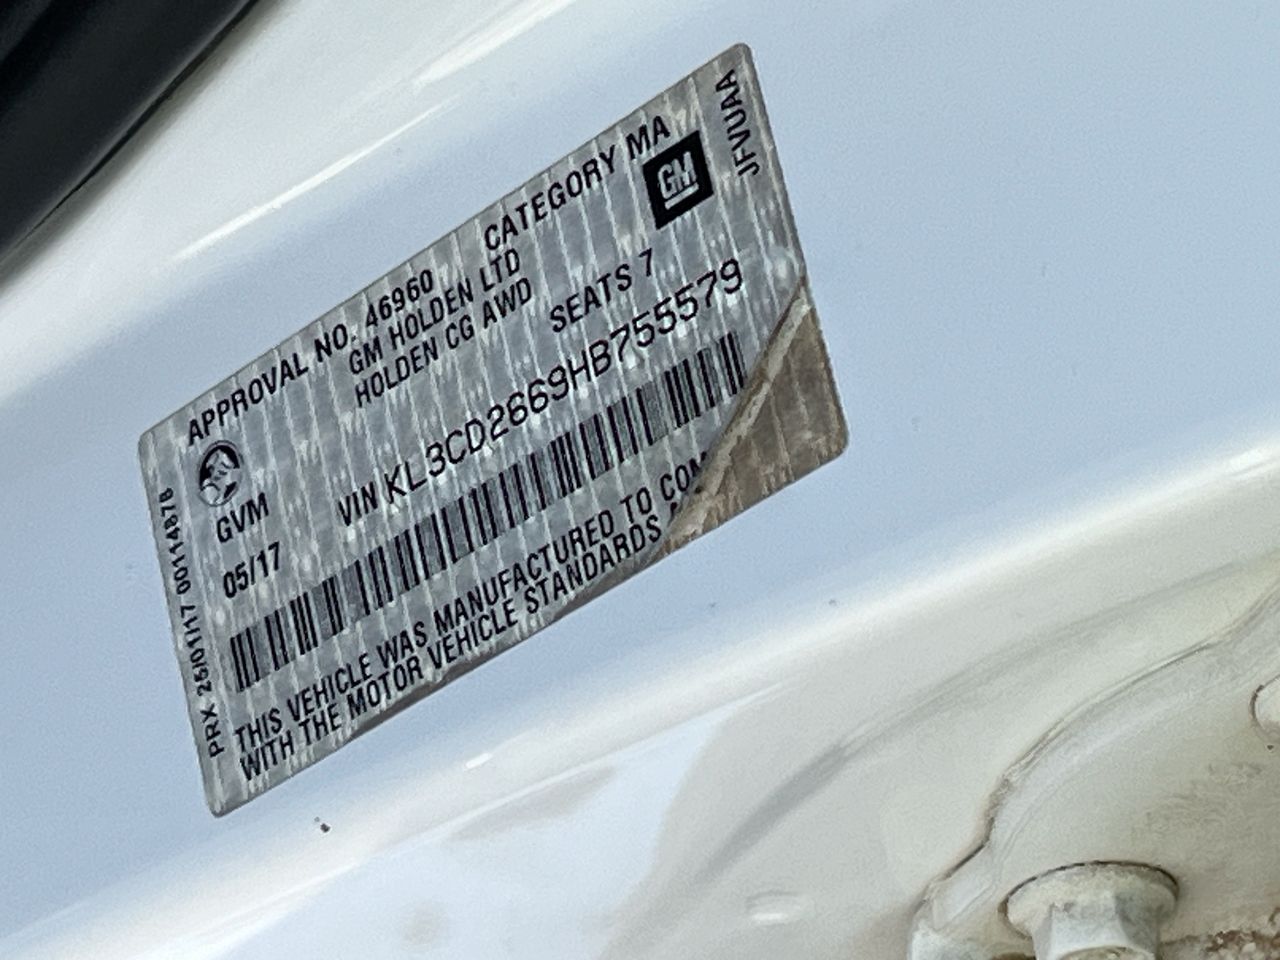 APPROVAL NO. 46960 CATEGORY MA
GM HOLDEN LTD
HOLDEN CG AWD
GM
JFVUAA
SEATS 7
GVM
VIN KL3CD2669HB755579
05/17
THIS VEHICLE WAS MANUFACTURED TO COM
WITH THE MOTOR VEHICLE STANDARDS
PRX 25/01/17 00114878